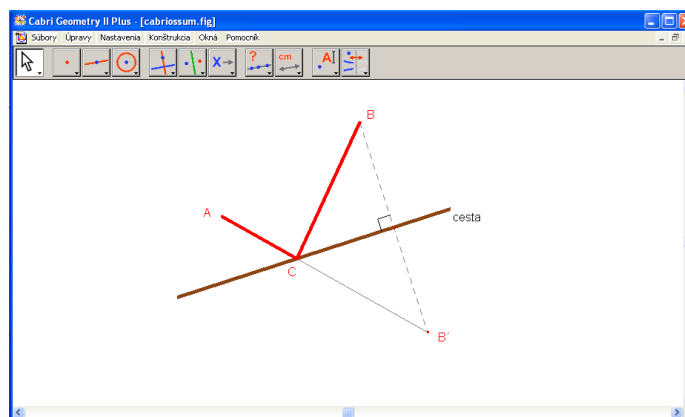 Cabri Geometry II Plus - [cabriossum.fig]
Súbory Úpravy Nastavenia Konštrukcia Okná Pomocník
? cm A
X
B
A
cesta
C
B´